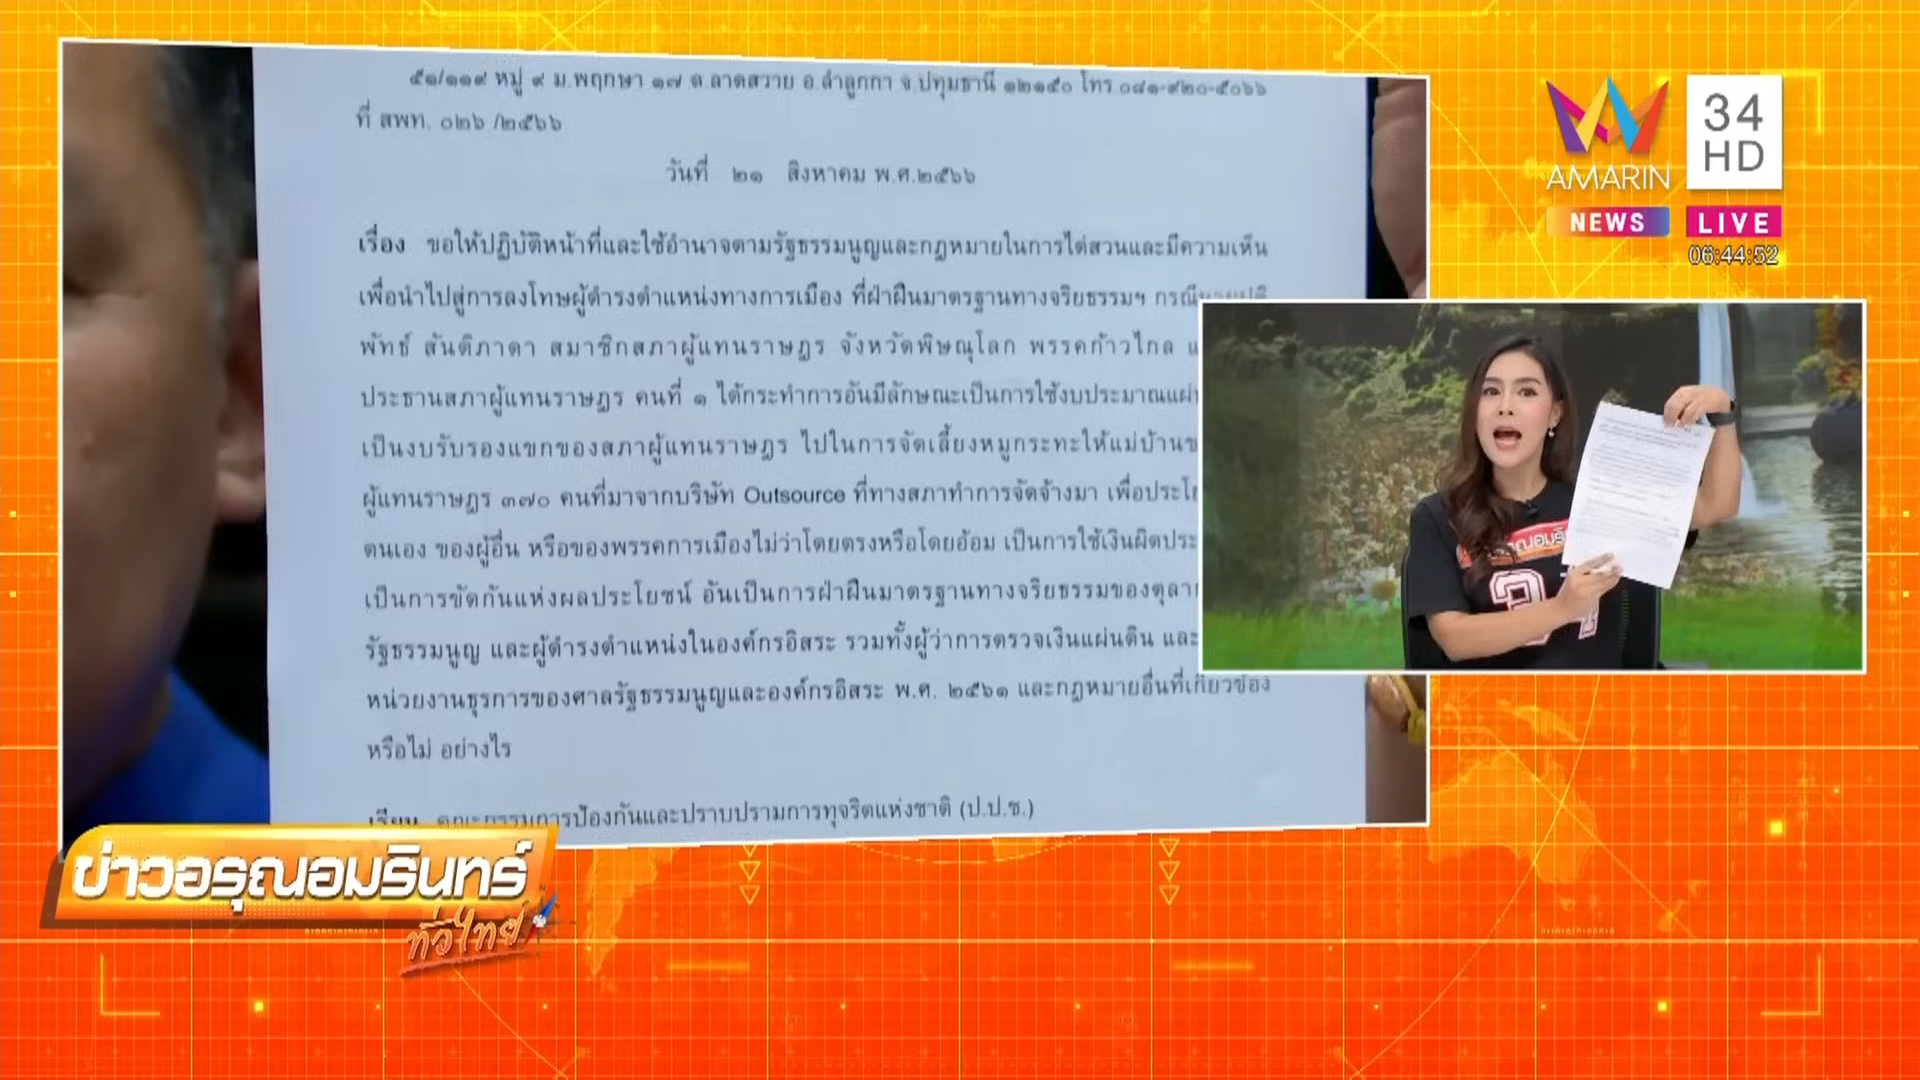 ๕๑/๑๑๙ หมู่ ๙ ม.พฤกษา ๑๗ ต.ลาดสวาย อ.ลำลูกกา จ.ปทุมธานี ๑๒๑๕๐ โทร ๐๘๑-๙๒๐-๕๐๖๖
ที่ สพท. ๐๒๖ /๒๕๖๖
วันที่ ๒๑ สิงหาคม พ.ศ.๒๕๖๖
เรื่อง ขอให้ปฏิบัติหน้าที่และใช้อำนาจตามรัฐธรรมนูญและกฎหมายในการไต่สวนและมีความเห็น
เพื่อนำไปสู่การลงโทษผู้ดำรงตำแหน่งทางการเมือง ที่ฝ่าฝืนมาตรฐานทางจริยธรรมฯ กรณี
พัทธ์ สันติภาดา สมาชิกสภาผู้แทนราษฎร จังหวัดพิษณุโลก พรรคก้าวไกล
ประธานสภาผู้แทนราษฎร คนที่ ๑ ได้กระทำการอันมีลักษณะเป็นการใช้งบประมาณแผ่น
เป็นงบรับรองแขกของสภาผู้แทนราษฎร ไปในการจัดเลี้ยงหมูกระทะให้แม่บ้าน
ผู้แทนราษฎร ๓๗๐ คนที่มาจากบริษัท Outsource ที่ทางสภาทำการจัดจ้างมา เพื่อประโย
ตนเอง ของผู้อื่น หรือของพรรคการเมืองไม่ว่าโดยตรงหรือโดยอ้อม เป็นการใช้เงินผิดประ
เป็นการขัดกันแห่งผลประโยชน์ อันเป็นการฝ่าฝืนมาตรฐานทางจริยธรรมของตุลาก
รัฐธรรมนูญ และผู้ดำรงตำแหน่งในองค์กรอิสระ รวมทั้งผู้ว่าการตรวจเงินแผ่นดิน และ
หน่วยงานธุรการของศาลรัฐธรรมนูญและองค์กรอิสระ พ.ศ. ๒๕๖๑ และกฎหมายอื่นที่เกี่ยวข้อง
หรือไม่ อย่างไร
เรียน คณะกรรมการป้องกันและปราบปรามการทุจริตแห่งชาติ (ป.ป.ช.)
AMARIN
34
HD
NEWS
LIVE
06:44:52
ข่าวอรุณอมรินทร์
ทั่วไทย